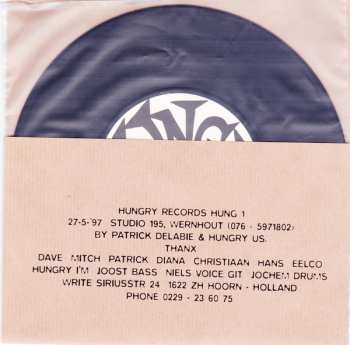 HUNGRY RECORDS HUNG 1
27-5-'97 STUDIO 195, WERNHOUT (076 - 5971802)
BY PATRICK DELABIE & HUNGRY US.
THANX
DAVE MITCH PATRICK DIANA CHRISTIAAN HANS EELCO
HUNGRY I'M JOOST BASS NIELS VOICE GIT JOCHEM DRUMS
WRITE SIRIUSSTR 24 1622 ZH HOORN - HOLLAND
PHONE 0229 - 23 60 75